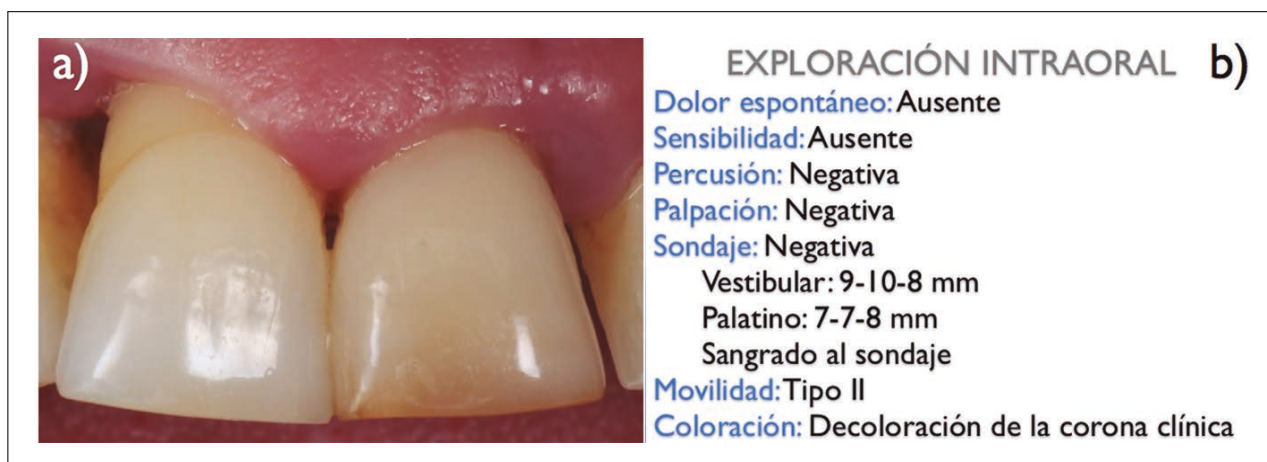 a)
EXPLORACIÓN INTRAORAL b)
Dolor espontáneo: Ausente
Sensibilidad: Ausente
Percusión: Negativa
Palpación: Negativa
Sondaje: Negativa
Vestibular: 9-10-8 mm
Palatino: 7-7-8 mm
Sangrado al sondaje
Movilidad: Tipo II
Coloración: Decoloración de la corona clínica